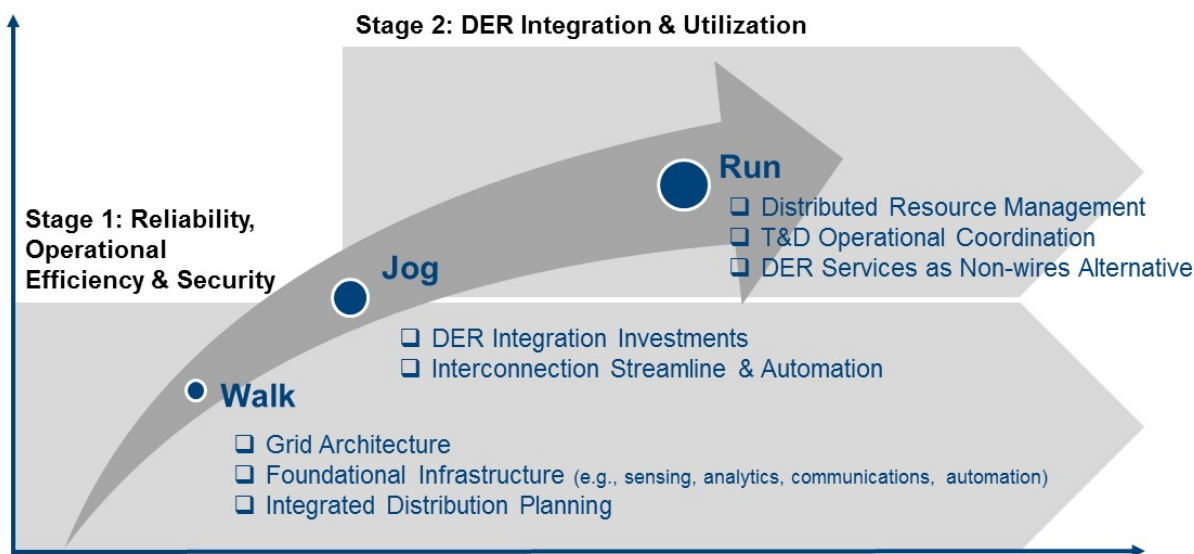 Stage 2: DER Integration & Utilization
Run
❑ Distributed Resource Management
❑ T&D Operational Coordination
❑ DER Services as Non-wires Alternative
Stage 1: Reliability,
Operational
Efficiency & Security
Jog
❑ DER Integration Investments
❑ Interconnection Streamline & Automation
Walk
❑ Grid Architecture
❑ Foundational Infrastructure (e.g., sensing, analytics, communications, automation)
❑ Integrated Distribution Planning